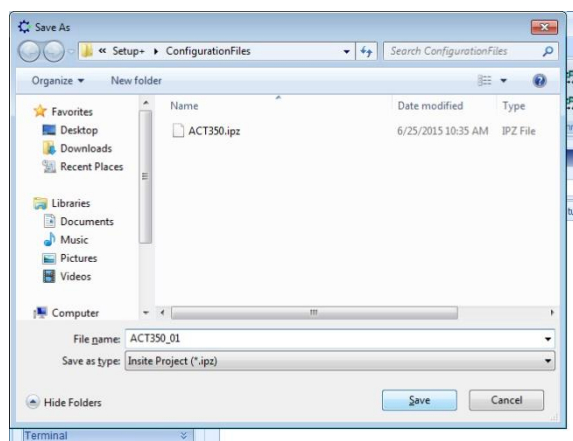 Save As
« Setup+ ▸ ConfigurationFiles
Search ConfigurationFiles
Organize
New folder
Name
Date modified
Type
Favorites
Desktop
Downloads
Recent Places
Libraries
Documents
Music
Pictures
Videos
Computer
ACT350.ipz
6/25/2015 10:35 AM
IPZ File
File name: ACT350_01
Save as type: Insite Project (*.ipz)
Hide Folders
Save
Cancel
Terminal